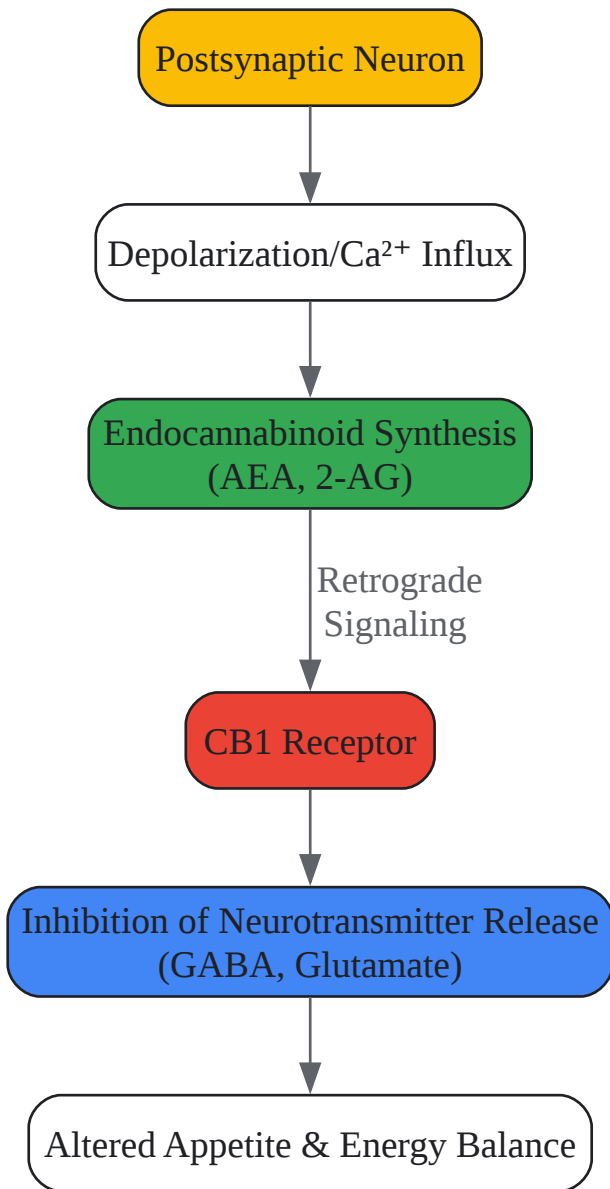 Postsynaptic Neuron
Depolarization/Ca²⁺ Influx
Endocannabinoid Synthesis
(AEA, 2-AG)
Retrograde
Signaling
CB1 Receptor
Inhibition of Neurotransmitter Release
(GABA, Glutamate)
Altered Appetite & Energy Balance